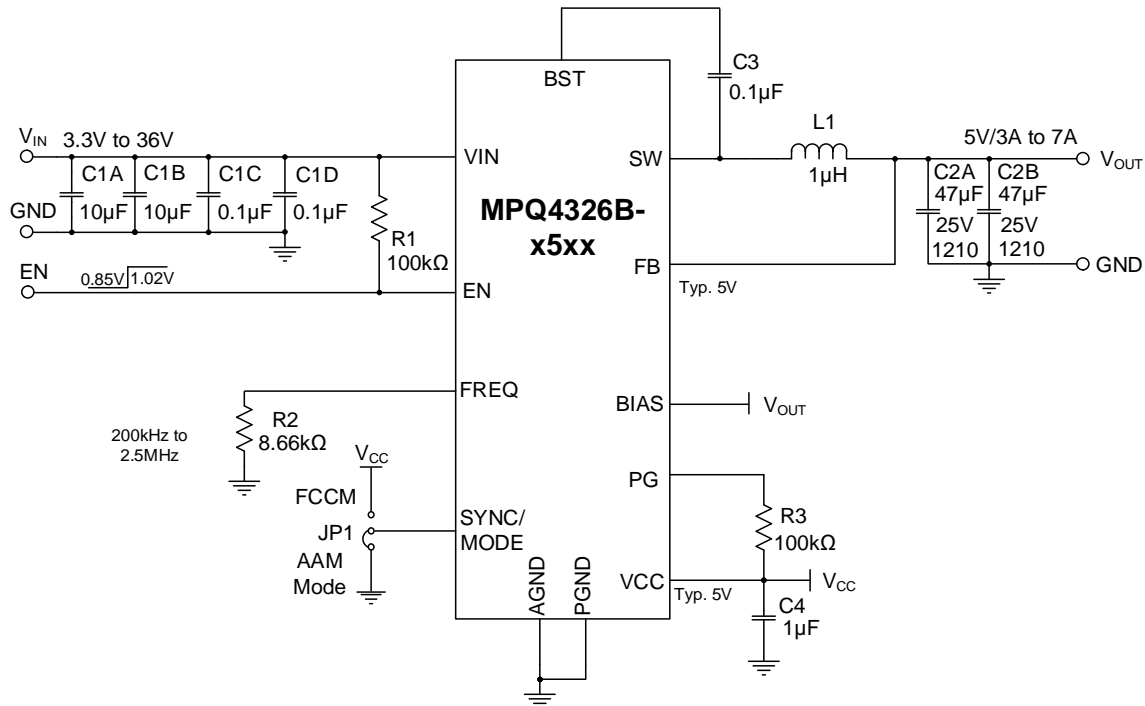 BST
C3
0.1µF
V_IN 3.3V to 36V
C1A C1B C1C C1D
10µF 10µF 0.1µF 0.1µF
GND
VIN
SW
L1
1µH
5V/3A to 7A
V_OUT
C2A C2B
47µF 47µF
25V 25V
1210 1210
GND
MPQ4326B-
x5xx
R1
100kΩ
FB
Typ. 5V
EN
0.85V 1.02V
EN
FREQ
R2
8.66kΩ
200kHz to
2.5MHz
BIAS
V_OUT
V_CC
FCCM
JP1
AAM
Mode
SYNC/
MODE
PG
R3
100kΩ
VCC
Typ. 5V
V_CC
C4
1µF
AGND
PGND